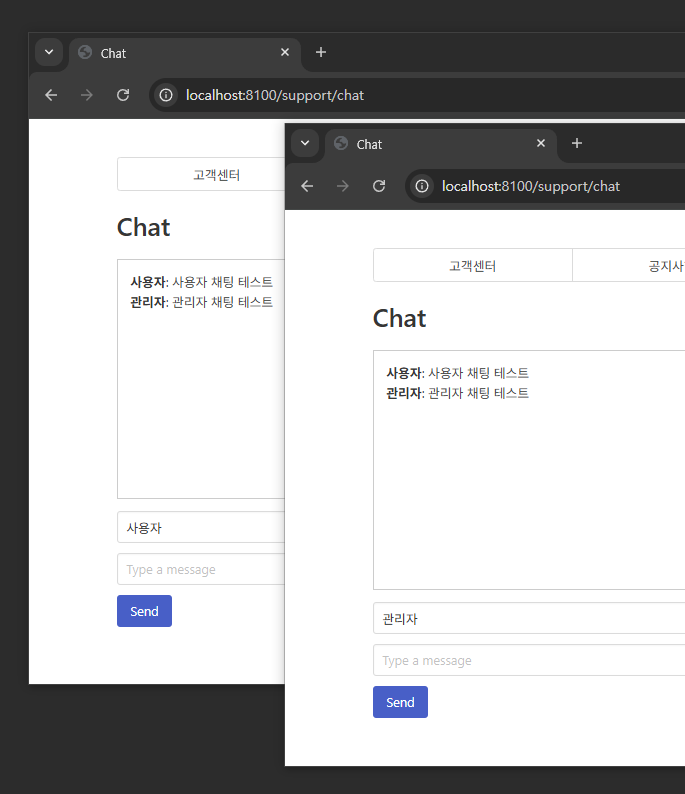 Chat
localhost:8100/support/chat
고객센터
Chat
사용자: 사용자 채팅 테스트
관리자: 관리자 채팅 테스트
사용자
Type a message
Send
Chat
localhost:8100/support/chat
고객센터
공지사
Chat
사용자: 사용자 채팅 테스트
관리자: 관리자 채팅 테스트
관리자
Type a message
Send